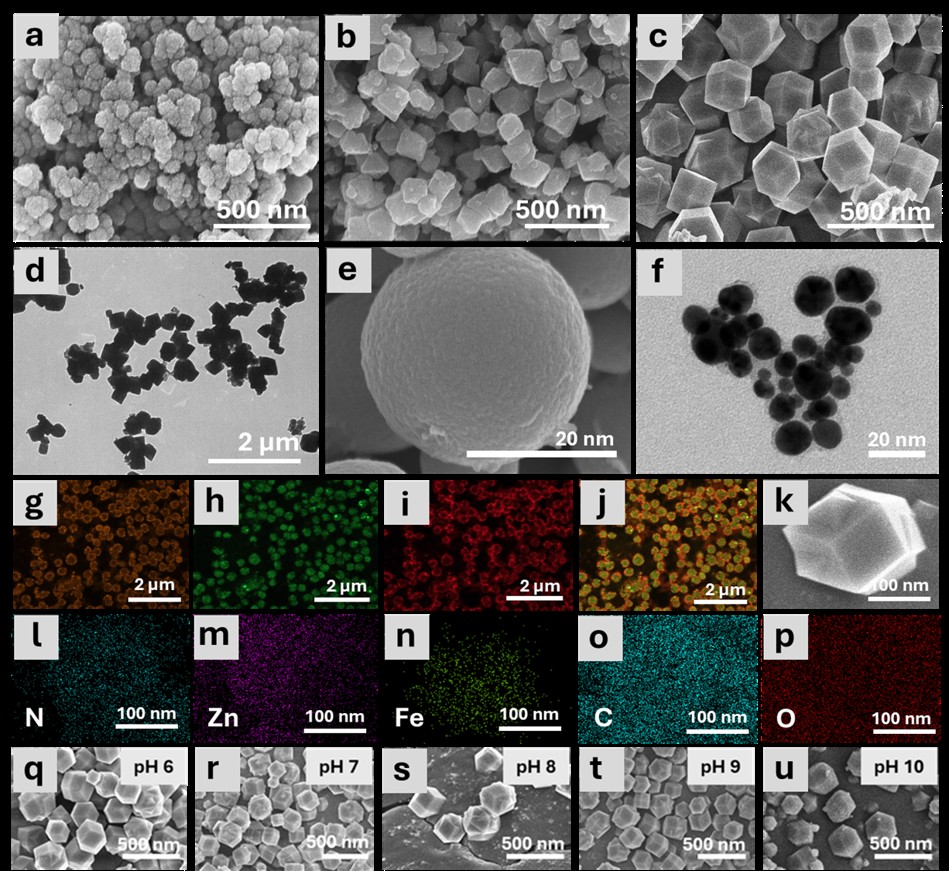 a
b
c
500 nm
500 nm
500 nm
d
e
f
2 µm
20 nm
20 nm
g
h
i
j
k
2 µm
2 µm
2 µm
2 µm
100 nm
l
m
n
o
p
N
100 nm
Zn
100 nm
Fe
100 nm
C
100 nm
O
100 nm
q
pH 6
r
pH 7
s
pH 8
t
pH 9
u
pH 10
500 nm
500 nm
500 nm
500 nm
500 nm